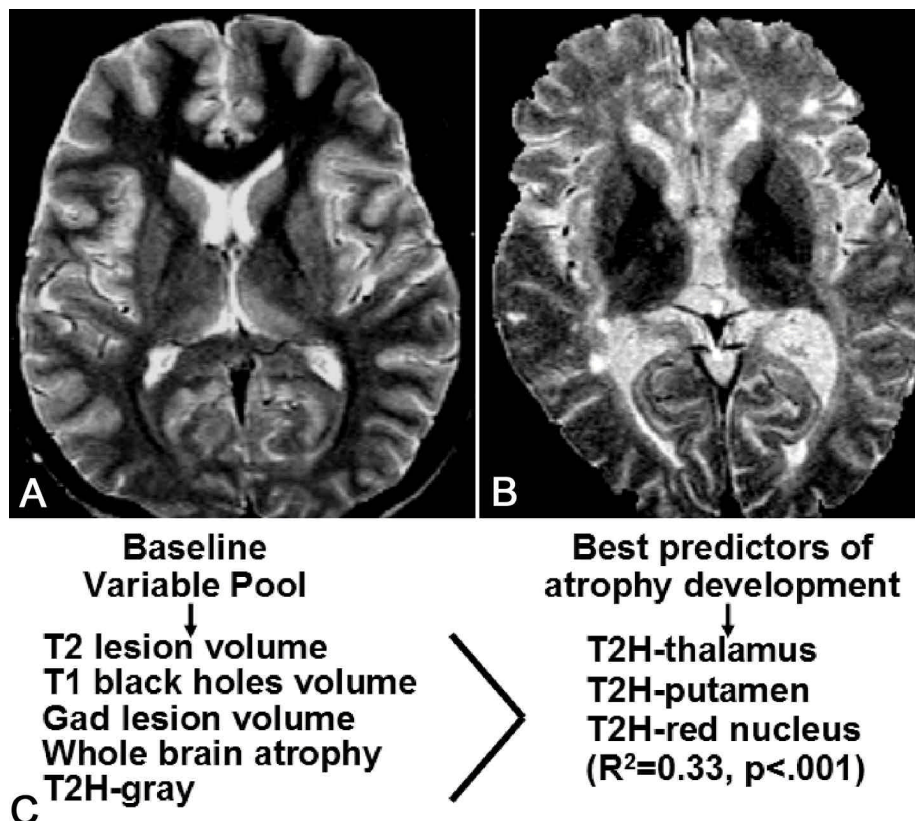 A
B
Baseline
Variable Pool
T2 lesion volume
T1 black holes volume
Gad lesion volume
Whole brain atrophy
T2H-gray
Best predictors of
atrophy development
T2H-thalamus
T2H-putamen
T2H-red nucleus
(R²=0.33, p<.001)
C